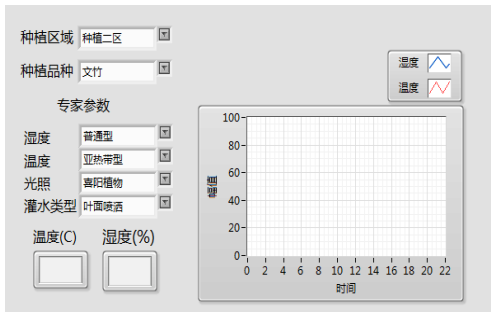 种植区域 种植二区
种植品种 文竹
专家参数
湿度 普通型
温度 亚热带型
光照 喜阳植物
灌水类型 叶面喷洒
温度(C) 湿度(%)
湿度
温度
100
80
60
40
20
0
幅值
0 2 4 6 8 10 12 14 16 18 20 22
时间